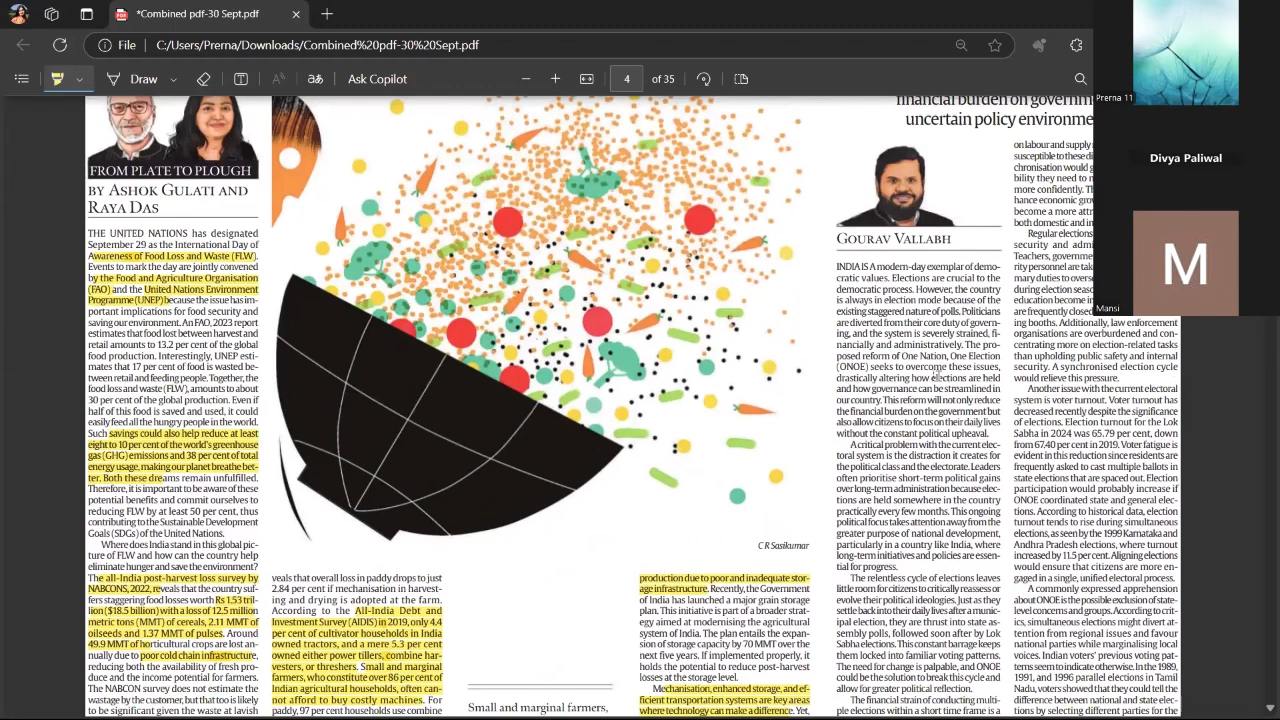 *Combined pdf-30 Sept.pdf
File
C:/Users/Prerna/Downloads/Combined%20pdf-30%20Sept.pdf
Draw
Ask Copilot
4 of 35
Prerna 11
Divya Paliwal
M
Mansi
FROM PLATE TO PLOUGH
BY ASHOK GULATI AND
RAYA DAS
THE UNITED NATIONS has designated
September 29 as the International Day of
Awareness of Food Loss and Waste (FLW).
Events to mark the day are jointly convened
by the Food and Agriculture Organisation
(FAO) and the United Nations Environment
Programme (UNEP) because the issue has im-
portant implications for food security and
saving our environment. An FAO, 2023 report
estimates that food lost between harvest and
retail amounts to 13.2 per cent of the global
food production. Interestingly, UNEP esti-
mates that 17 per cent of food is wasted be-
tween retail and feeding people. Together, the
food loss and waste (FLW), amounts to about
30 per cent of the global production. Even if
half of this food is saved and used, it could
easily feed all the hungry people in the world.
Such savings could also help reduce at least
eight to 10 per cent of the world's greenhouse
gas (GHG) emissions and 38 per cent of total
energy usage, making our planet breathe bet-
ter. Both these dreams remain unfulfilled.
Therefore, it is important to be aware of these
potential benefits and commit ourselves to
reducing FLW by at least 50 per cent, thus
contributing to the Sustainable Development
Goals (SDGs) of the United Nations.
Where does India stand in this global pic-
ture of FLW and how can the country help
eliminate hunger and save the environment?
The all-India post-harvest loss survey by
NABCONS, 2022, reveals that the country suf-
fers staggering food losses worth Rs 1.53 tril-
lion ($18.5 billion) with a loss of 12.5 million
metric tons (MMT) of cereals, 2.11 MMT of
oilseeds and 1.37 MMT of pulses. Around
49.9 MMT of horticultural crops are lost an-
nually due to poor cold chain infrastructure,
reducing both the availability of fresh pro-
duce and the income potential for farmers.
The NABCON survey does not estimate the
wastage by the customer, but that too is likely
to be significant given the waste at lavish
C R Sasikumar
veals that overall loss in paddy drops to just
2.84 per cent if mechanisation in harvest-
ing and drying is adopted at the farm.
According to the All-India Debt and
Investment Survey (AIDIS) in 2019, only 4.4
per cent of cultivator households in India
owned tractors, and a mere 5.3 per cent
owned either power tillers, combine har-
vesters, or threshers. Small and marginal
farmers, who constitute over 86 per cent of
Indian agricultural households, often can-
not afford to buy costly machines. For
paddy, 97 per cent households use combine
Small and marginal farmers,
production due to poor and inadequate stor-
age infrastructure. Recently, the Government
of India has launched a major grain storage
plan. This initiative is part of a broader strat-
egy aimed at modernising the agricultural
system of India. The plan entails the expan-
sion of storage capacity by 70 MMT over the
next five years. If implemented properly, it
holds the potential to reduce post-harvest
losses at the storage level.
Mechanisation, enhanced storage, and ef-
ficient transportation systems are key areas
where technology can make a difference. Yet,
financial burden on governm
uncertain policy environme
GOURAV VALLABH
INDIA IS A modern-day exemplar of demo-
cratic values. Elections are crucial to the
democratic process. However, the country
is always in election mode because of the
existing staggered nature of polls. Politicians
are diverted from their core duty of govern-
ing, and the system is severely strained, fi-
nancially and administratively. The pro-
posed reform of One Nation, One Election
(ONOE) seeks to overcome these issues,
drastically altering how elections are held
and how governance can be streamlined in
our country. This reform will not only reduce
the financial burden on the government but
also allow citizens to focus on their daily lives
without the constant political upheaval.
A critical problem with the current elec-
toral system is the distraction it creates for
the political class and the electorate. Leaders
often prioritise short-term political gains
over long-term administration because elec-
tions are held somewhere in the country
practically every few months. This ongoing
political focus takes attention away from the
greater purpose of national development,
particularly in a country like India, where
long-term initiatives and policies are essen-
tial for progress.
The relentless cycle of elections leaves
little room for citizens to critically assess or
evolve their political ideologies. Just as they
settle back into their daily lives after a munic-
ipal election, they are thrust into state as-
sembly polls, followed soon after by Lok
Sabha elections. This constant barrage keeps
them locked into familiar voting patterns.
The need for change is palpable, and ONOE
could be the solution to break this cycle and
allow for greater political reflection.
The financial strain of conducting multi-
ple elections within a short time frame is a
on labour and supply
susceptible to these di
chronisation would g
bility they need to m
more confidently. Th
hance economic grov
become a more attr
both domestic and in
Regular elections
security and admi
Teachers, governme
ity personnel are tak
mary duties to overse
during election seaso
education become in
are frequently closed
ing booths. Additionally, law enforcement
organisations are overburdened and con-
centrating more on election-related tasks
than upholding public safety and internal
security. A synchronised election cycle
would relieve this pressure.
Another issue with the current electoral
system is voter turnout. Voter turnout has
decreased recently despite the significance
of elections. Election turnout for the Lok
Sabha in 2024 was 65.79 per cent, down
from 67.40 per cent in 2019. Voter fatigue is
evident in this reduction since residents are
frequently asked to cast multiple ballots in
state elections that are spaced out. Election
participation would probably increase if
ONOE coordinated state and general elec-
tions. According to historical data, election
turnout tends to rise during simultaneous
elections, as seen by the 1999 Karnataka and
Andhra Pradesh elections, where turnout
increased by 11.5 per cent. Aligning elections
would ensure that citizens are more en-
gaged in a single, unified electoral process.
A commonly expressed apprehension
about ONOE is the possible exclusion of state-
level concerns and groups. According to crit-
ics, simultaneous elections might divert at-
tention from regional issues and favour
national parties while marginalising local
voices. Indian voters' previous voting pat-
terns seem to indicate otherwise. In the 1989,
1991, and 1996 parallel elections in Tamil
Nadu, voters showed that they could tell the
difference between national and state elec-
tions by selecting different parties for the